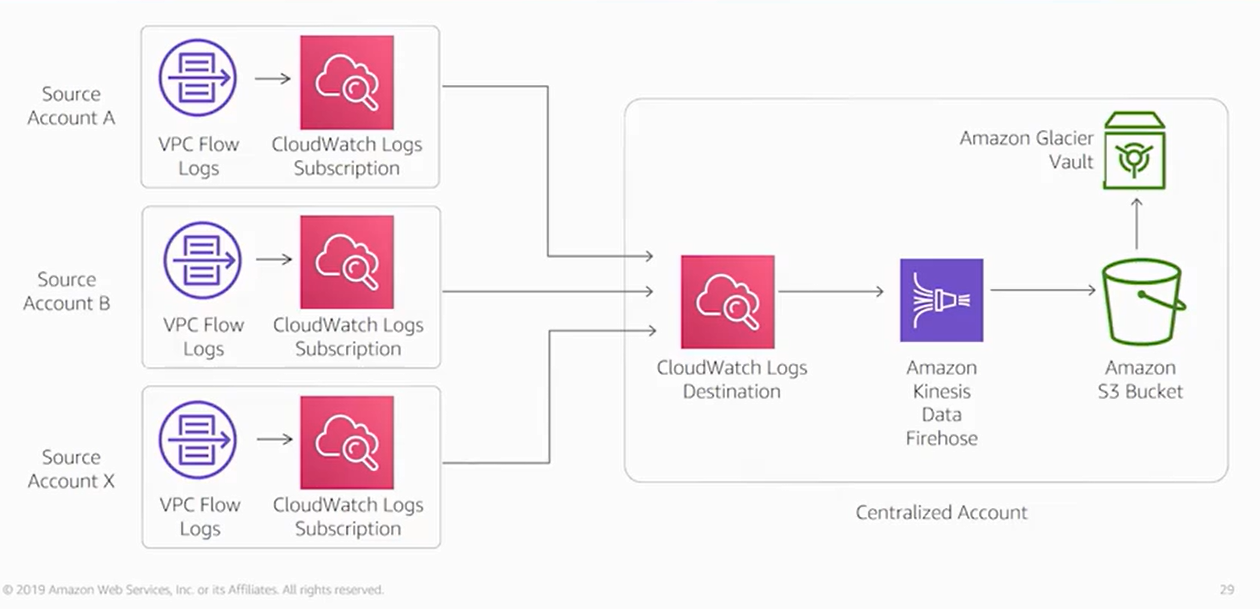 Source
Account A
VPC Flow
Logs
CloudWatch Logs
Subscription
Source
Account B
VPC Flow
Logs
CloudWatch Logs
Subscription
Source
Account X
VPC Flow
Logs
CloudWatch Logs
Subscription
Amazon Glacier
Vault
CloudWatch Logs
Destination
Amazon
Kinesis
Data
Firehose
Amazon
S3 Bucket
Centralized Account
© 2019 Amazon Web Services, Inc. or its Affiliates. All rights reserved.
29